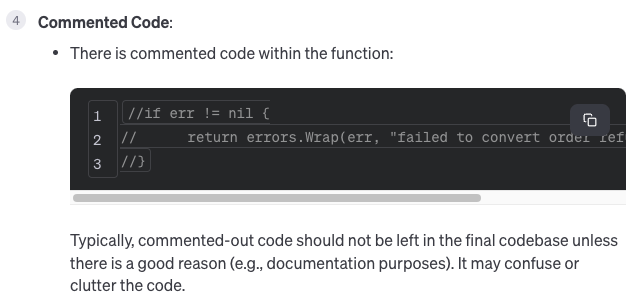 4 Commented Code:
• There is commented code within the function:
1 //if err != nil {
2 //      return errors.Wrap(err, "failed to convert order ref
3 //}
Typically, commented-out code should not be left in the final codebase unless
there is a good reason (e.g., documentation purposes). It may confuse or
clutter the code.